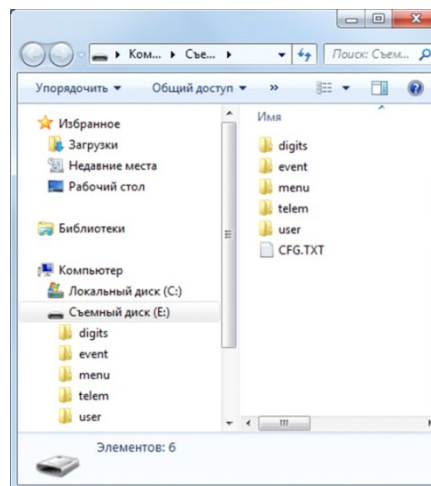 Ком... Съе...
Поиск: Съем...
Упорядочить Общий доступ »
Избранное
Загрузки
Недавние места
Рабочий стол
Библиотеки
Компьютер
Локальный диск (C:)
Съемный диск (E:)
digits
event
menu
telem
user
Имя
digits
event
menu
telem
user
CFG.TXT
Элементов: 6